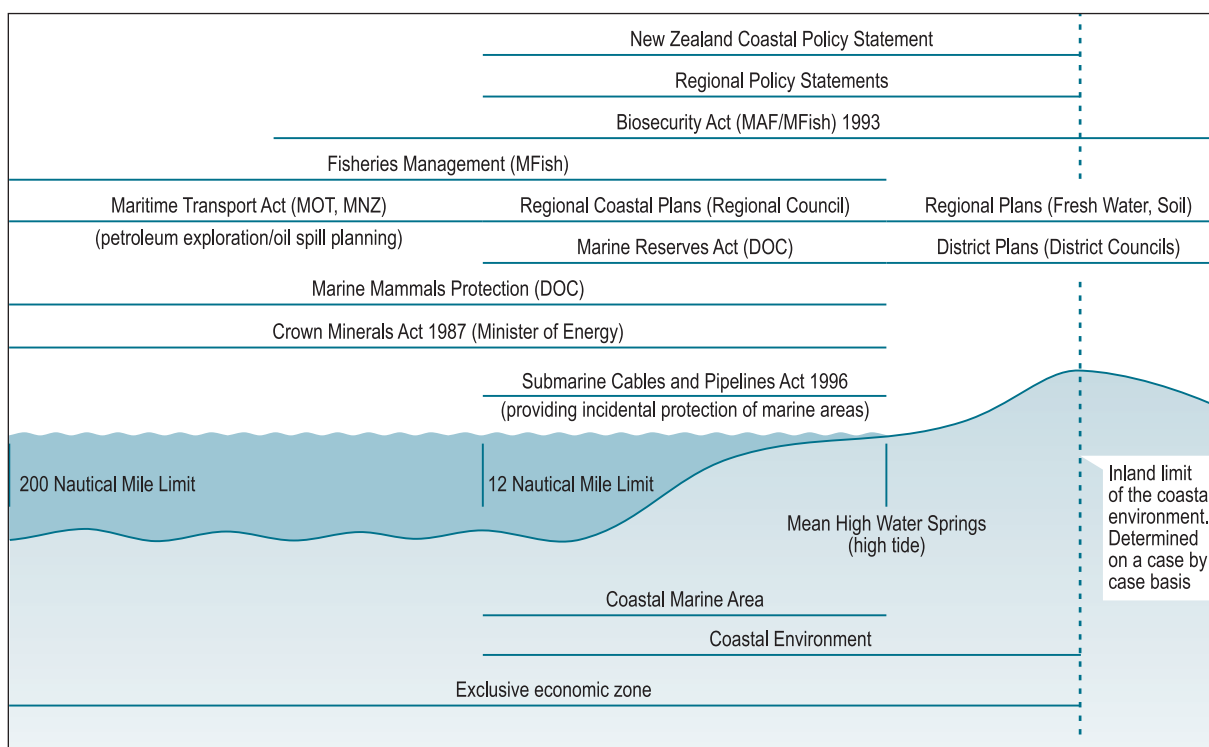 New Zealand Coastal Policy Statement
Regional Policy Statements
Biosecurity Act (MAF/MFish) 1993
Fisheries Management (MFish)
Maritime Transport Act (MOT, MNZ)
(petroleum exploration/oil spill planning)
Regional Coastal Plans (Regional Council)
Regional Plans (Fresh Water, Soil)
Marine Reserves Act (DOC)
District Plans (District Councils)
Marine Mammals Protection (DOC)
Crown Minerals Act 1987 (Minister of Energy)
Submarine Cables and Pipelines Act 1996
(providing incidental protection of marine areas)
200 Nautical Mile Limit
12 Nautical Mile Limit
Mean High Water Springs
(high tide)
Inland limit
of the coasta
environment.
Determined
on a case by
case basis
Coastal Marine Area
Coastal Environment
Exclusive economic zone